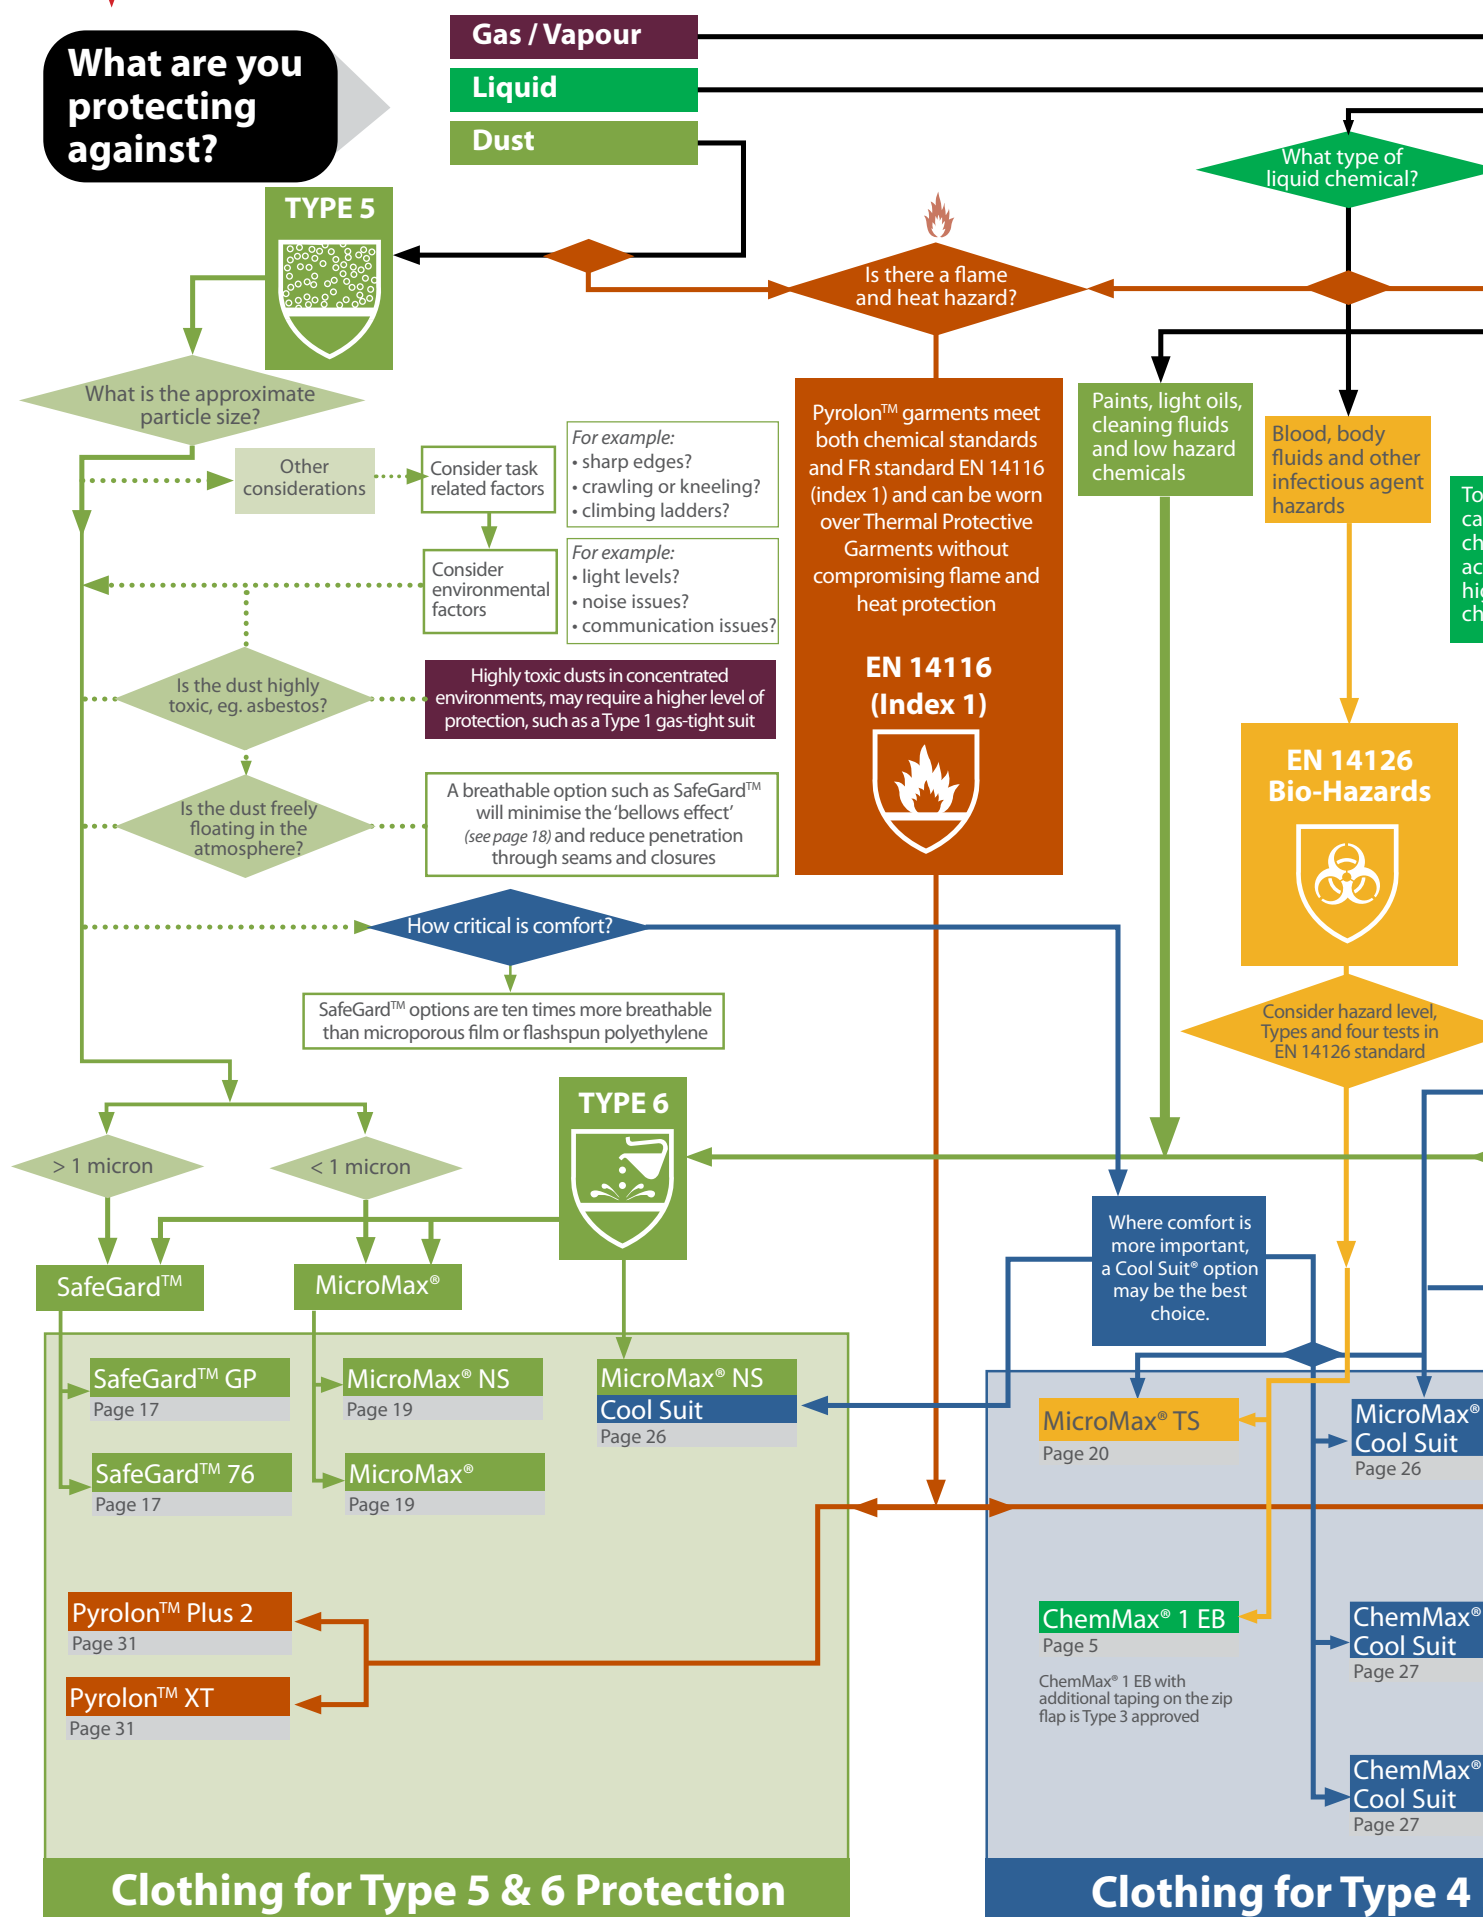 What are you
protecting
against?
Gas / Vapour
Liquid
Dust
What type of
liquid chemical?
TYPE 5
Is there a flame
and heat hazard?
What is the approximate
particle size?
Other
considerations
Consider task
related factors
For example:
• sharp edges?
• crawling or kneeling?
• climbing ladders?
Consider
environmental
factors
For example:
• light levels?
• noise issues?
• communication issues?
Is the dust highly
toxic, eg. asbestos?
Highly toxic dusts in concentrated
environments, may require a higher level of
protection, such as a Type 1 gas-tight suit
Is the dust freely
floating in the
atmosphere?
A breathable option such as SafeGard™
will minimise the ‘bellows effect’
(see page 18) and reduce penetration
through seams and closures
How critical is comfort?
SafeGard™ options are ten times more breathable
than microporous film or flashspun polyethylene
Pyrolon™ garments meet
both chemical standards
and FR standard EN 14116
(index 1) and can be worn
over Thermal Protective
Garments without
compromising flame and
heat protection
EN 14116
(Index 1)
Paints, light oils,
cleaning fluids
and low hazard
chemicals
Blood, body
fluids and other
infectious agent
hazards
To
ca
ch
ac
hig
ch
EN 14126
Bio-Hazards
Consider hazard level,
Types and four tests in
EN 14126 standard
> 1 micron
< 1 micron
TYPE 6
Where comfort is
more important,
a Cool Suit® option
may be the best
choice.
SafeGard™
MicroMax®
SafeGard™ GP
Page 17
SafeGard™ 76
Page 17
MicroMax® NS
Page 19
MicroMax®
Page 19
MicroMax® NS
Cool Suit
Page 26
Pyrolon™ Plus 2
Page 31
Pyrolon™ XT
Page 31
MicroMax® TS
Page 20
MicroMax®
Cool Suit
Page 26
ChemMax® 1 EB
Page 5
ChemMax® 1 EB with
additional taping on the zip
flap is Type 3 approved
ChemMax®
Cool Suit
Page 27
ChemMax®
Cool Suit
Page 27
Clothing for Type 5 & 6 Protection
Clothing for Type 4